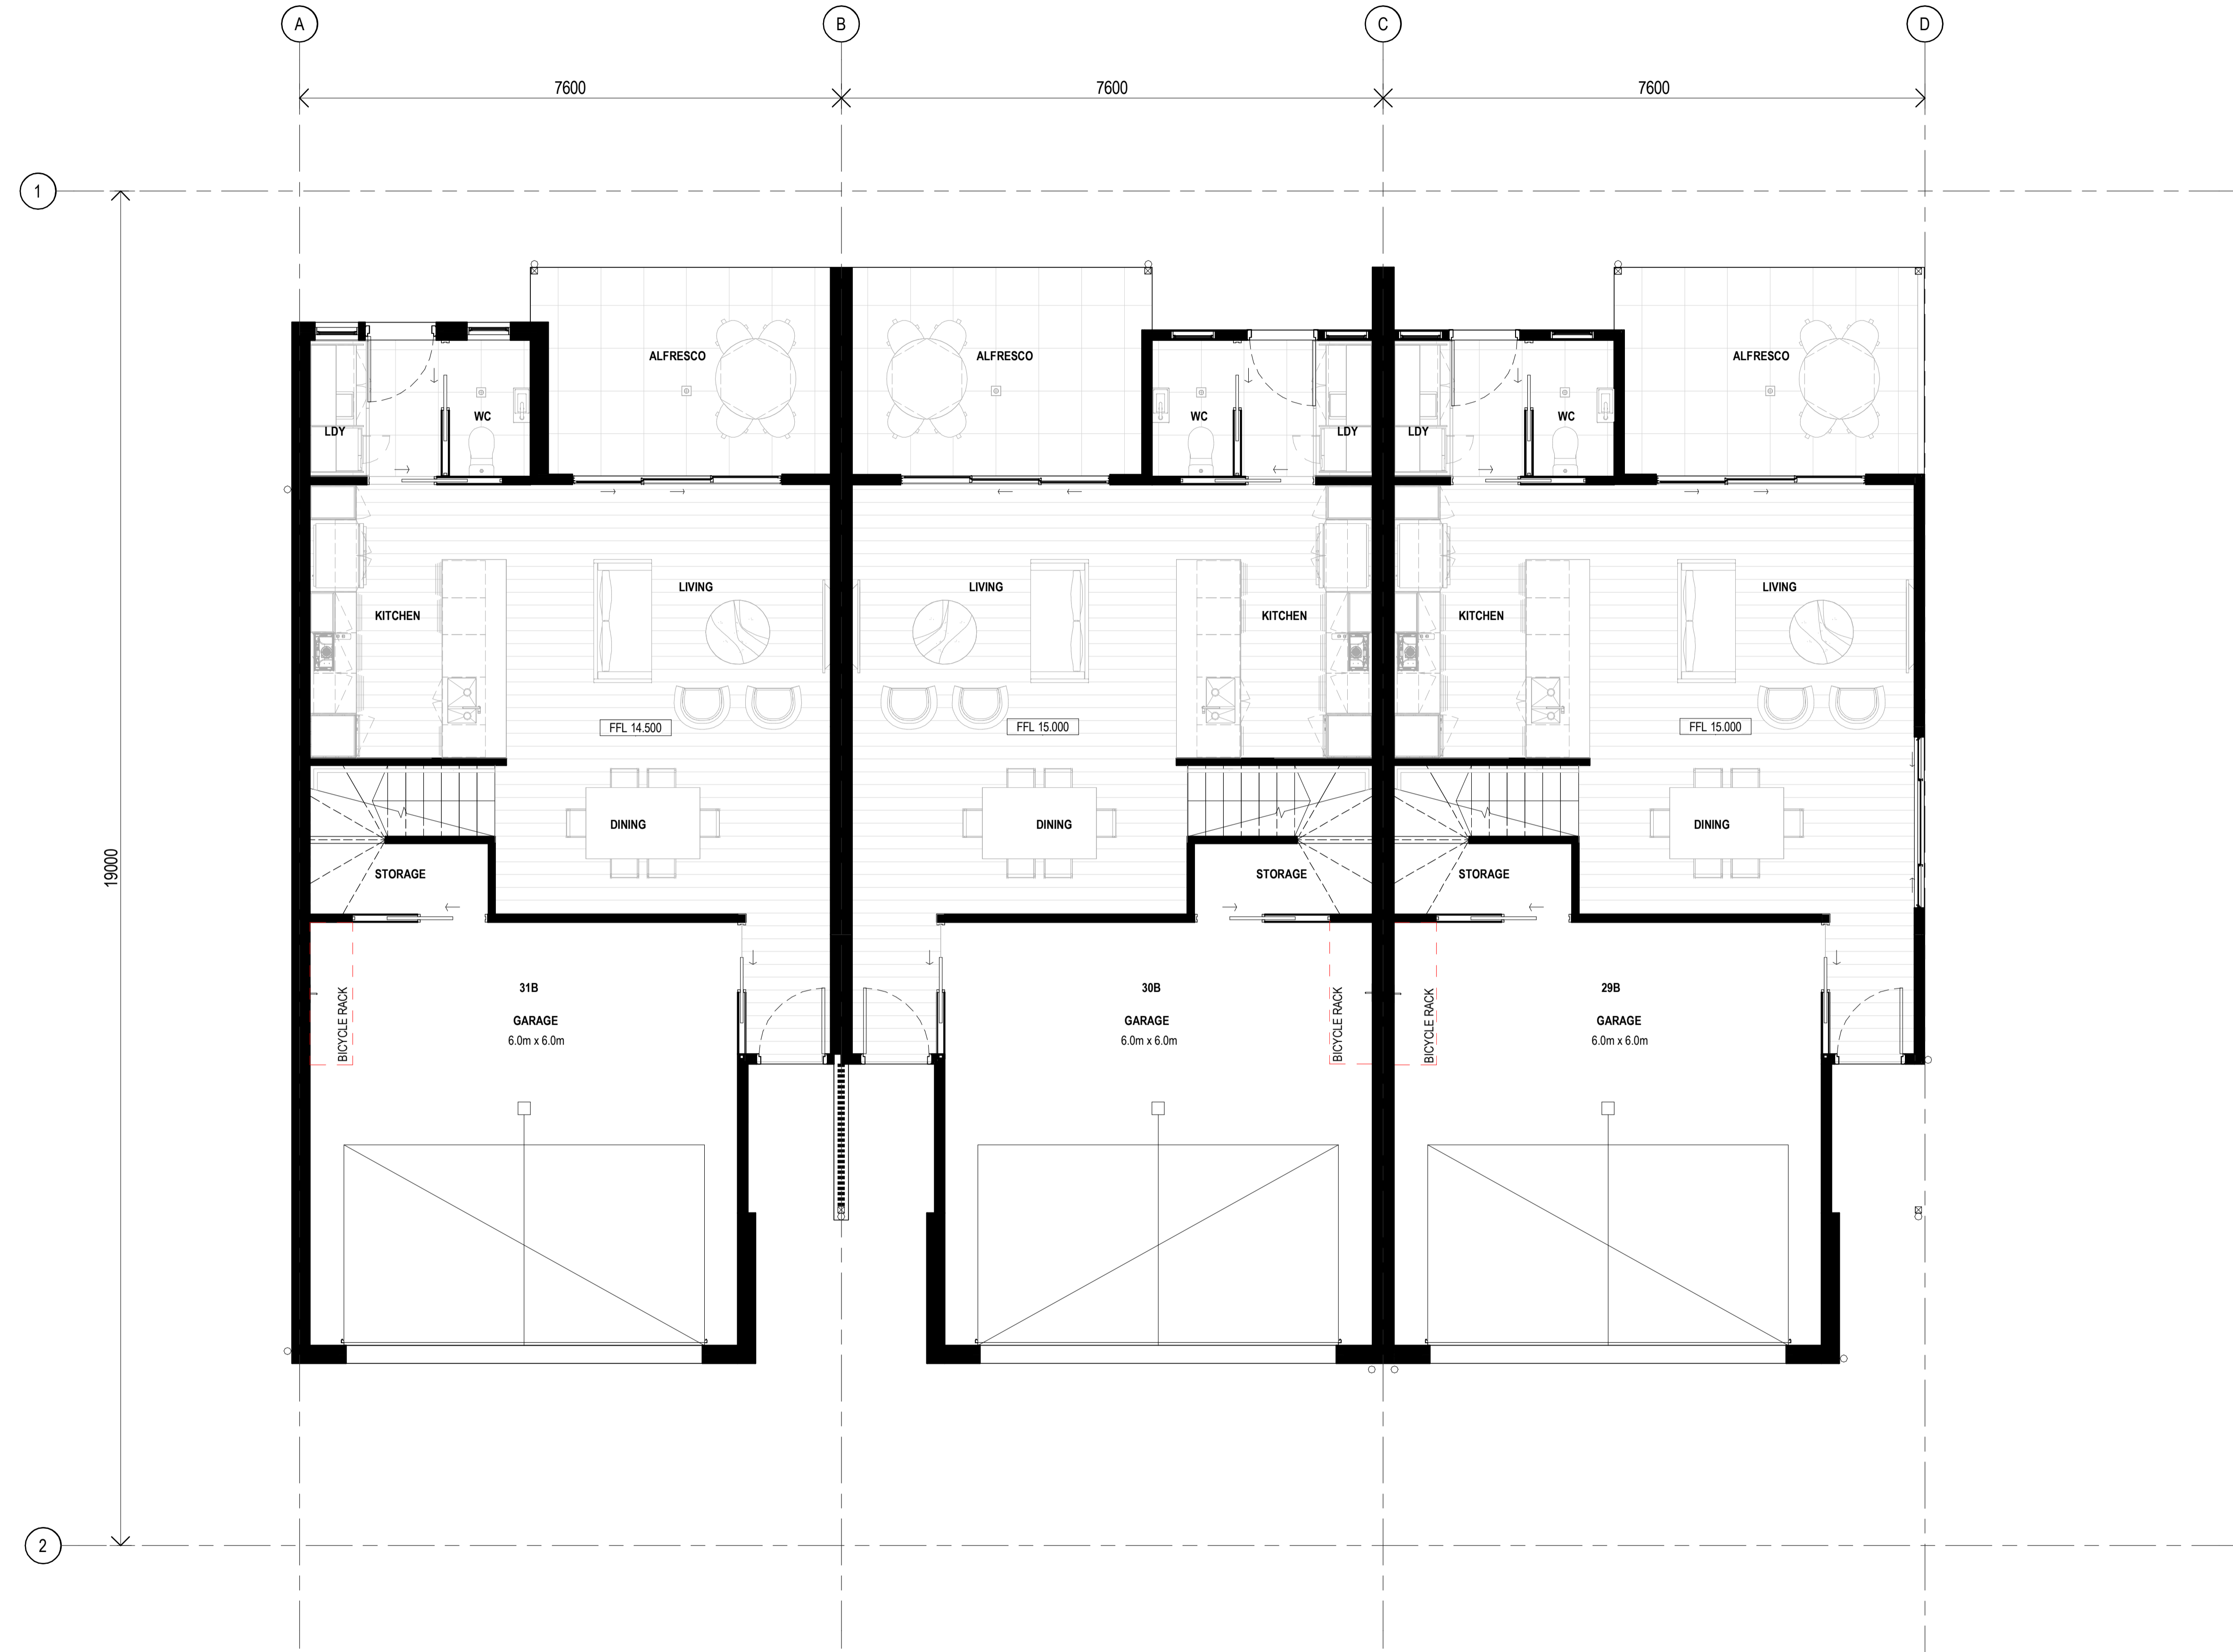 A B C D
7600 7600 7600
1
ALFRESCO ALFRESCO ALFRESCO
WC WC WC
LDY LDY LDY
LIVING LIVING LIVING
KITCHEN KITCHEN KITCHEN
FFL 14.500 FFL 15.000 FFL 15.000
DINING DINING DINING
19000
STORAGE STORAGE STORAGE
31B 30B 29B
BICYCLE RACK BICYCLE RACK BICYCLE RACK
GARAGE GARAGE GARAGE
6.0m x 6.0m 6.0m x 6.0m 6.0m x 6.0m
2